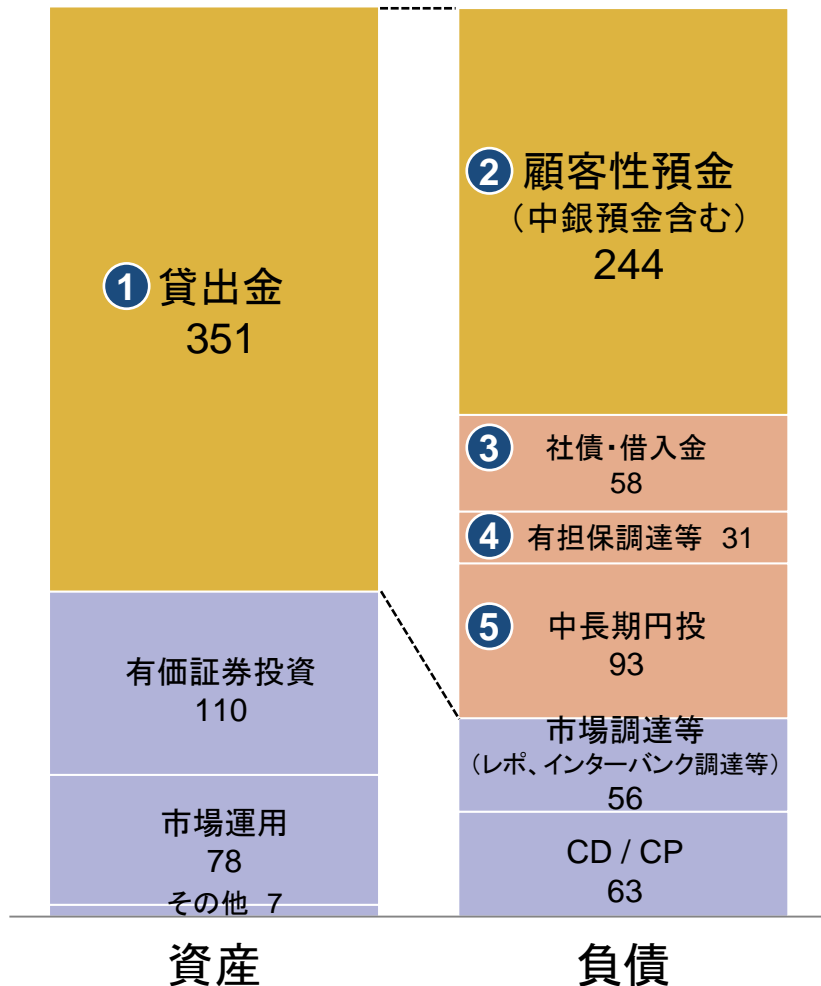 1 貸出金
351
有価証券投資
110
市場運用
78
その他 7
資産
2 顧客性預金
（中銀預金含む）
244
3 社債・借入金
58
4 有担保調達等 31
5 中長期円投
93
市場調達等
（レポ、インターバンク調達等）
56
CD / CP
63
負債